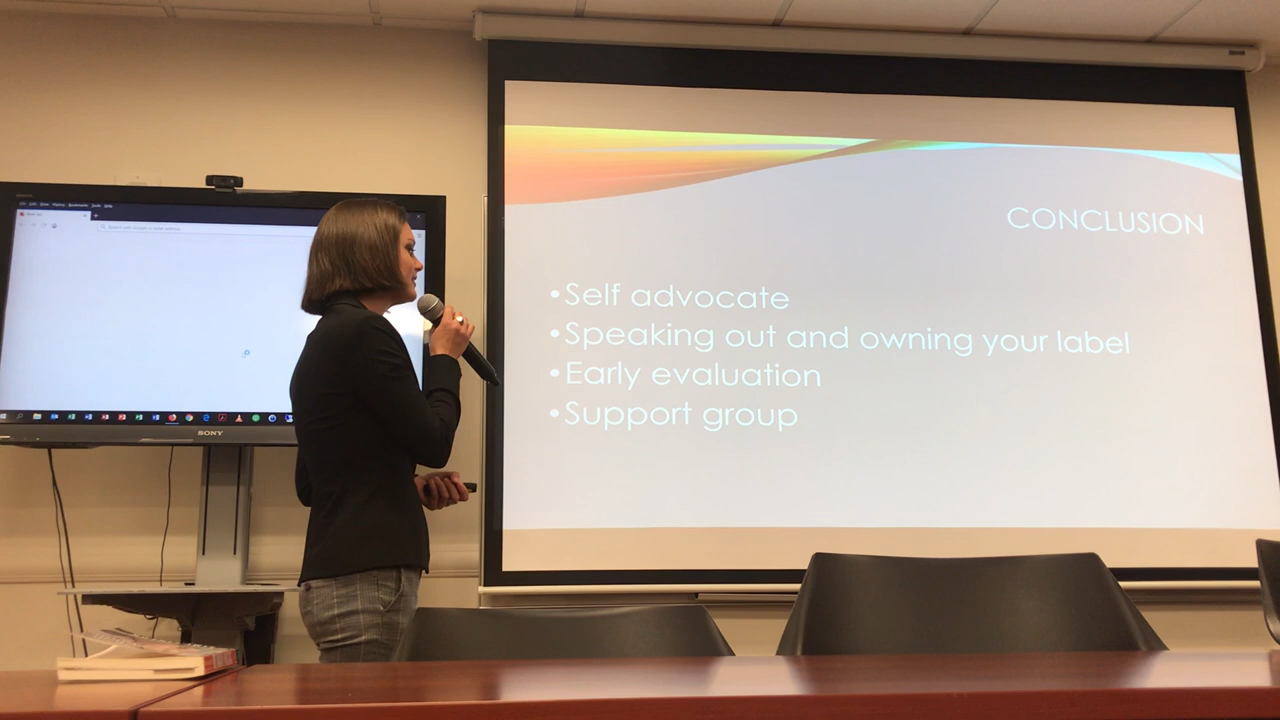 CONCLUSION
•Self advocate
•Speaking out and owning your label
•Early evaluation
•Support group
SONY